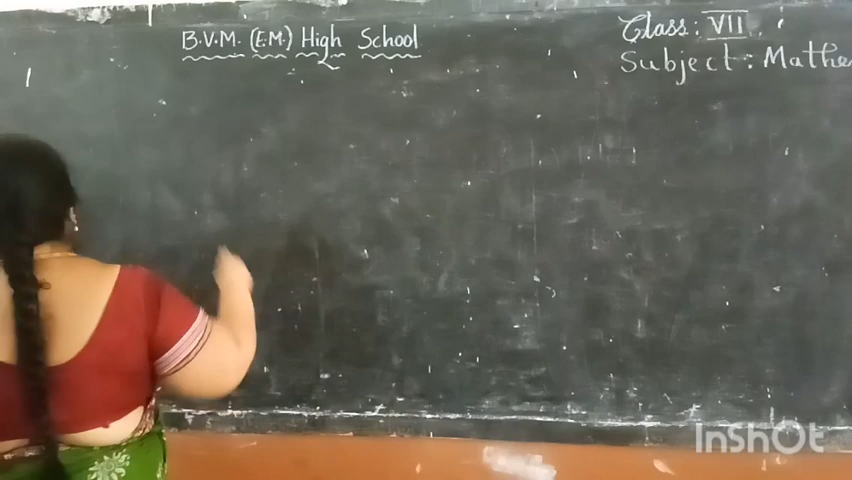 B.V.M. (E.M.) High School
Class: VII
Subject: Mathe
InShOt